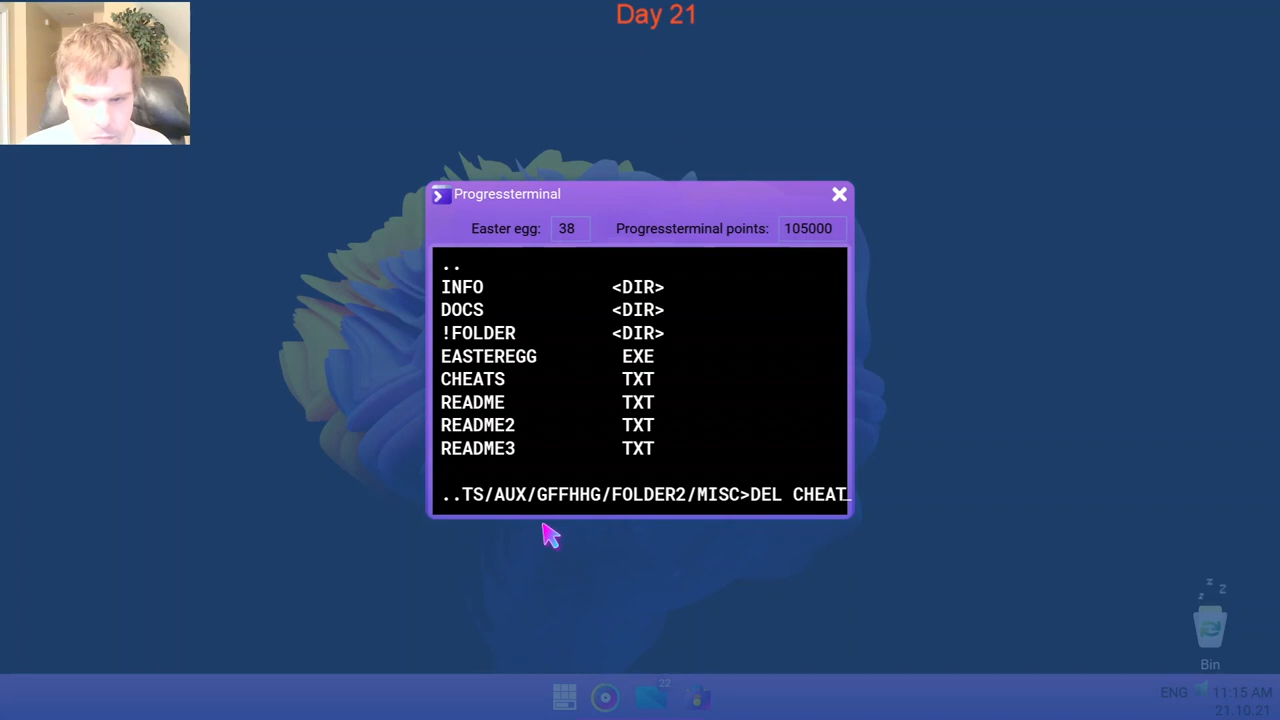 Day 21
Progressterminal
Easter egg: 38 Progressterminal points: 105000
..
INFO <DIR>
DOCS <DIR>
!FOLDER <DIR>
EASTEREGG EXE
CHEATS TXT
README TXT
README2 TXT
README3 TXT
..TS/AUX/GFFHHG/FOLDER2/MISC>DEL CHEAT_
z z z
Bin
22
ENG 11:15 AM
21.10.21